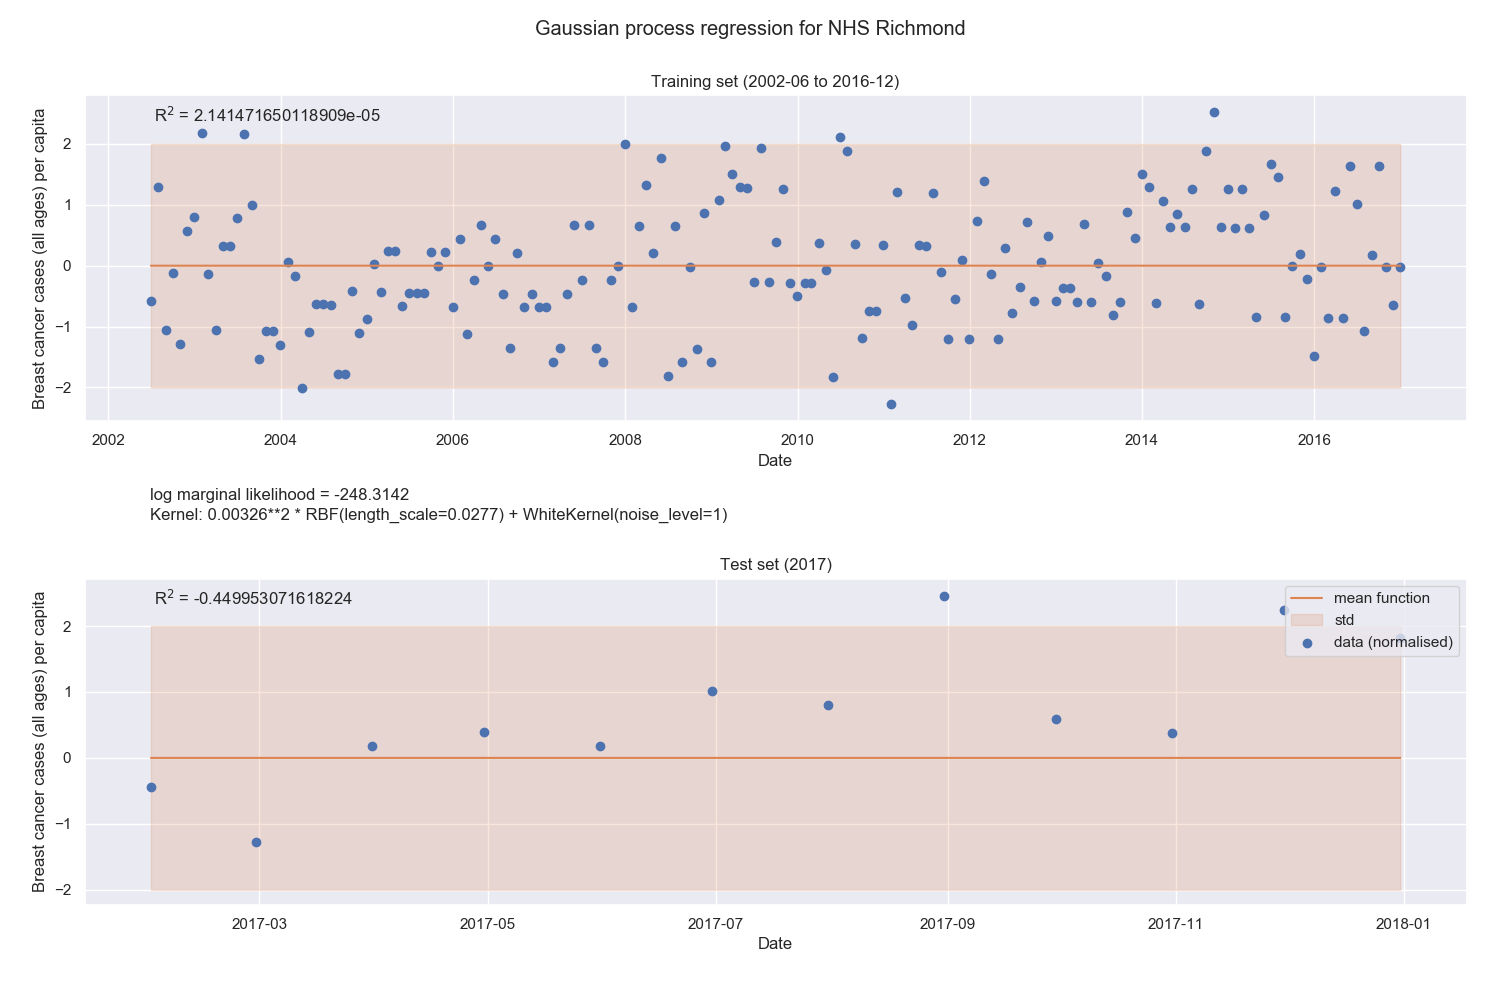 Gaussian process regression for NHS Richmond
Training set (2002-06 to 2016-12)
R² = 2.141471650118909e-05
Breast cancer cases (all ages) per capita
2
1
0
−1
−2
2002 2004 2006 2008 2010 2012 2014 2016
Date
log marginal likelihood = -248.3142
Kernel: 0.00326**2 * RBF(length_scale=0.0277) + WhiteKernel(noise_level=1)
Test set (2017)
R² = -0.449953071618224
mean function
std
data (normalised)
Breast cancer cases (all ages) per capita
2
1
0
−1
−2
2017-03 2017-05 2017-07 2017-09 2017-11 2018-01
Date